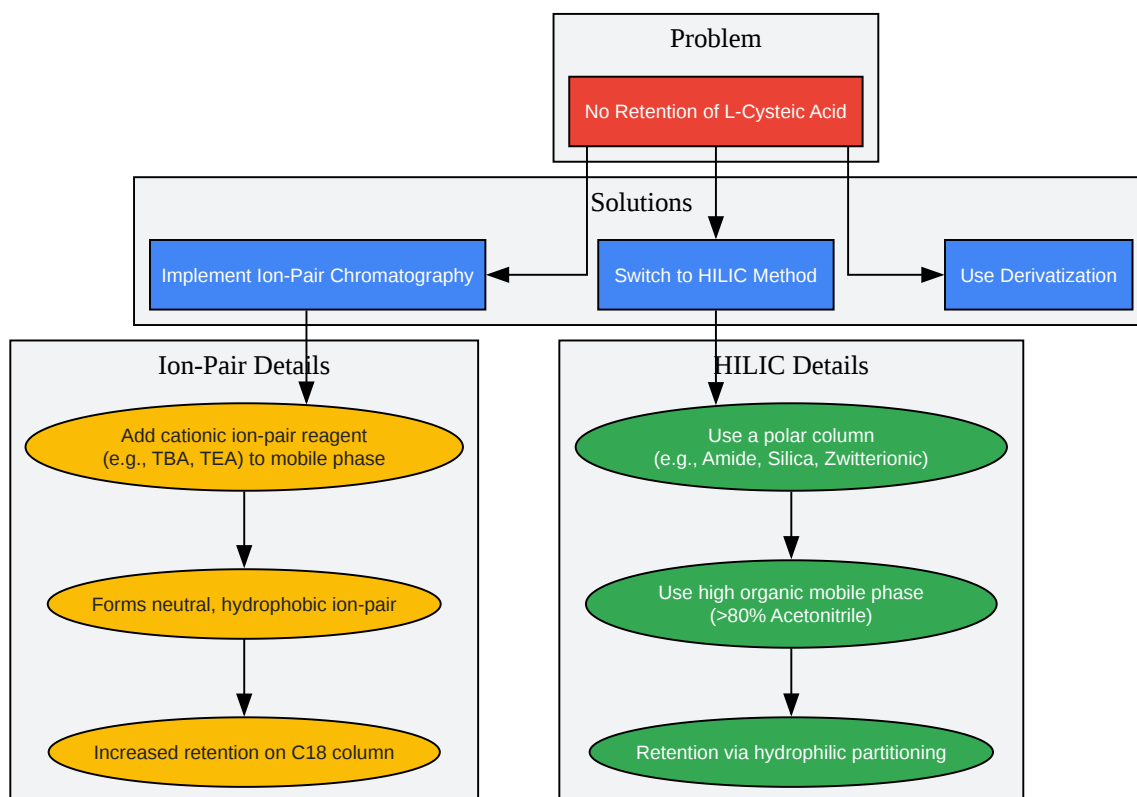 Problem
No Retention of L-Cysteic Acid
Solutions
Implement Ion-Pair Chromatography
Switch to HILIC Method
Use Derivatization
Ion-Pair Details
Add cationic ion-pair reagent
(e.g., TBA, TEA) to mobile phase
Forms neutral, hydrophobic ion-pair
Increased retention on C18 column
HILIC Details
Use a polar column
(e.g., Amide, Silica, Zwitterionic)
Use high organic mobile phase
(>80% Acetonitrile)
Retention via hydrophilic partitioning